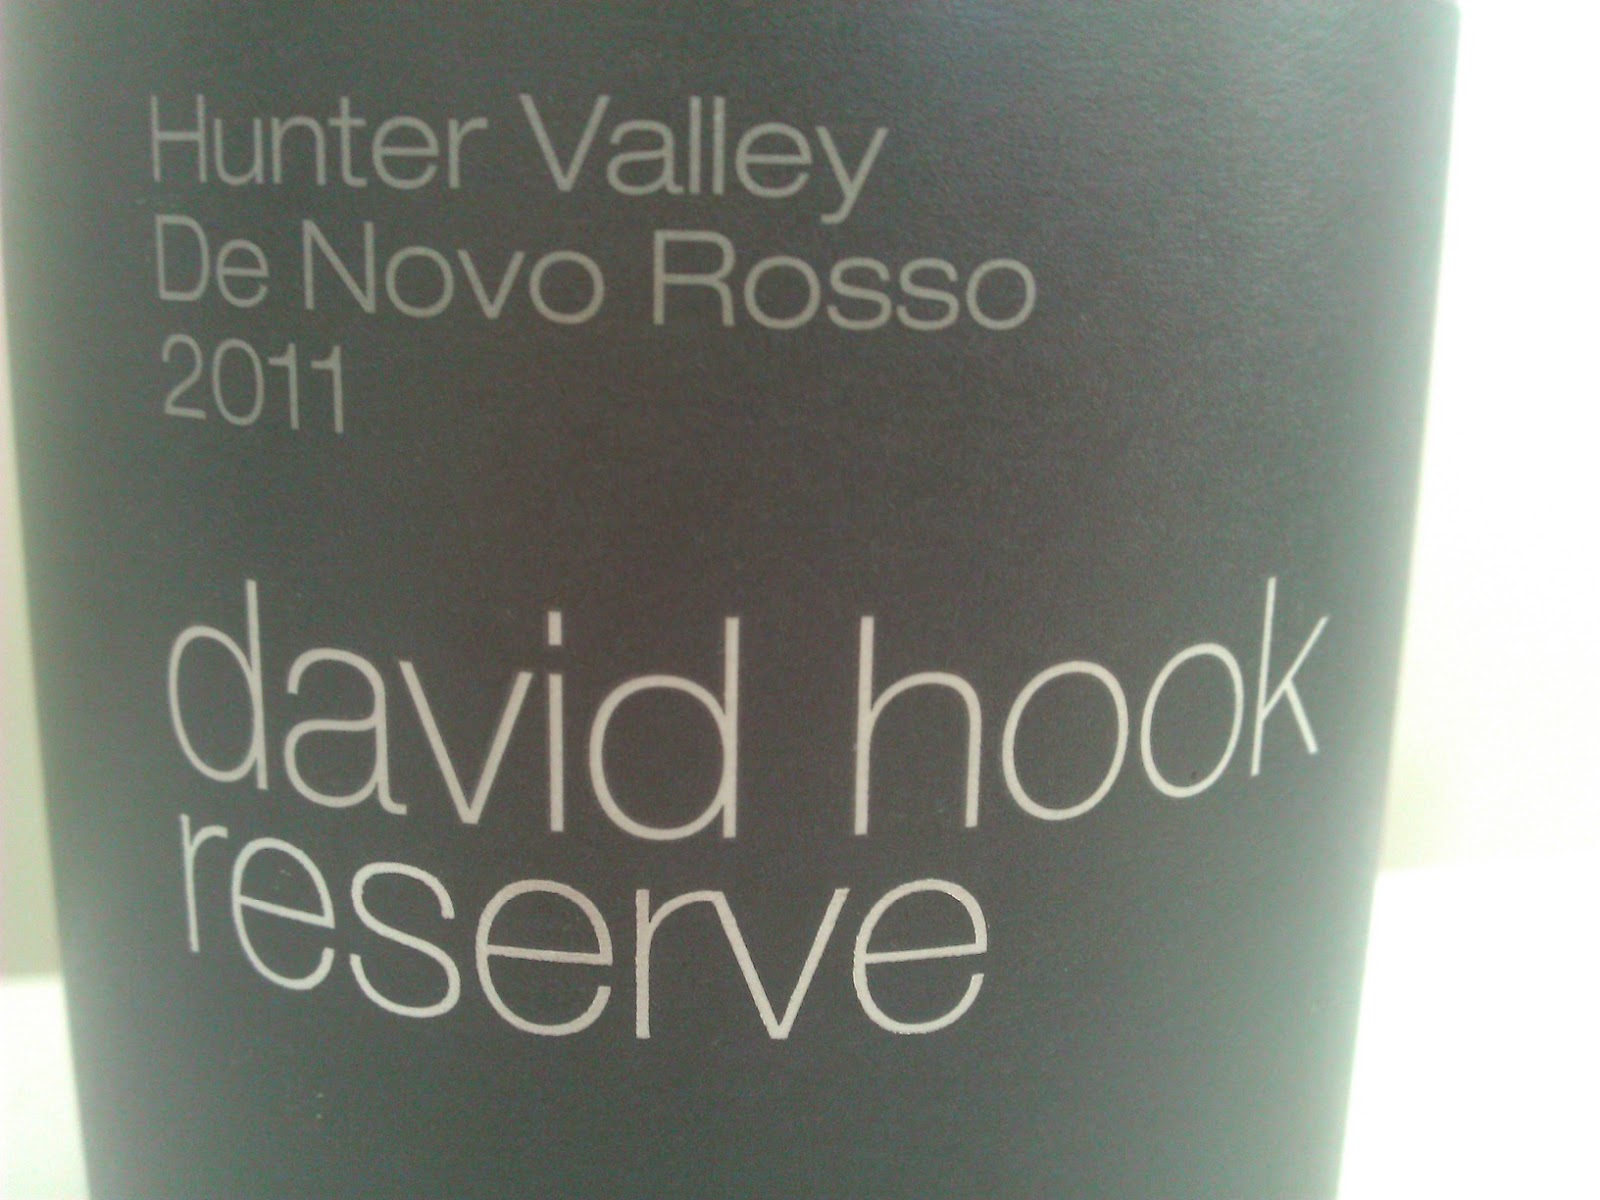 Hunter Valley
De Novo Rosso
2011
david hook
reserve